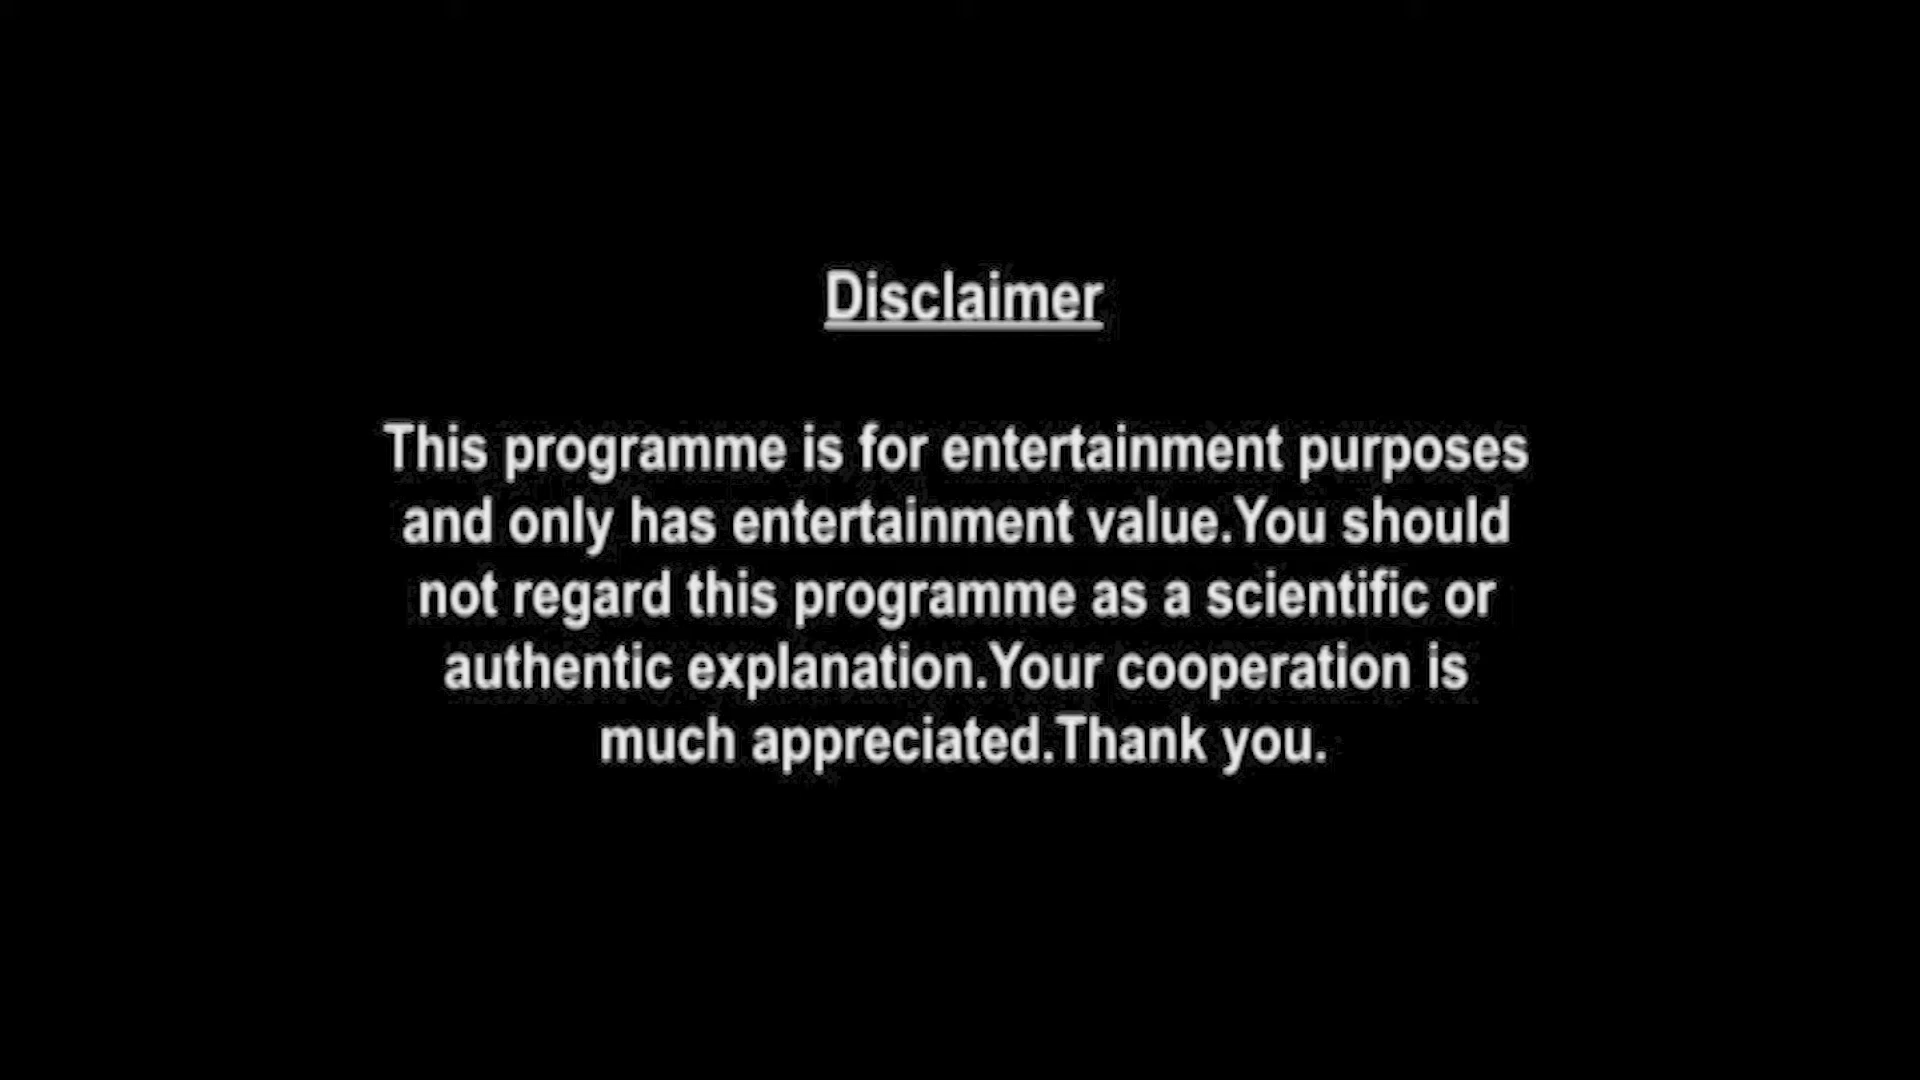 Disclaimer
This programme is for entertainment purposes
and only has entertainment value.You should
not regard this programme as a scientific or
authentic explanation.Your cooperation is
much appreciated.Thank you.